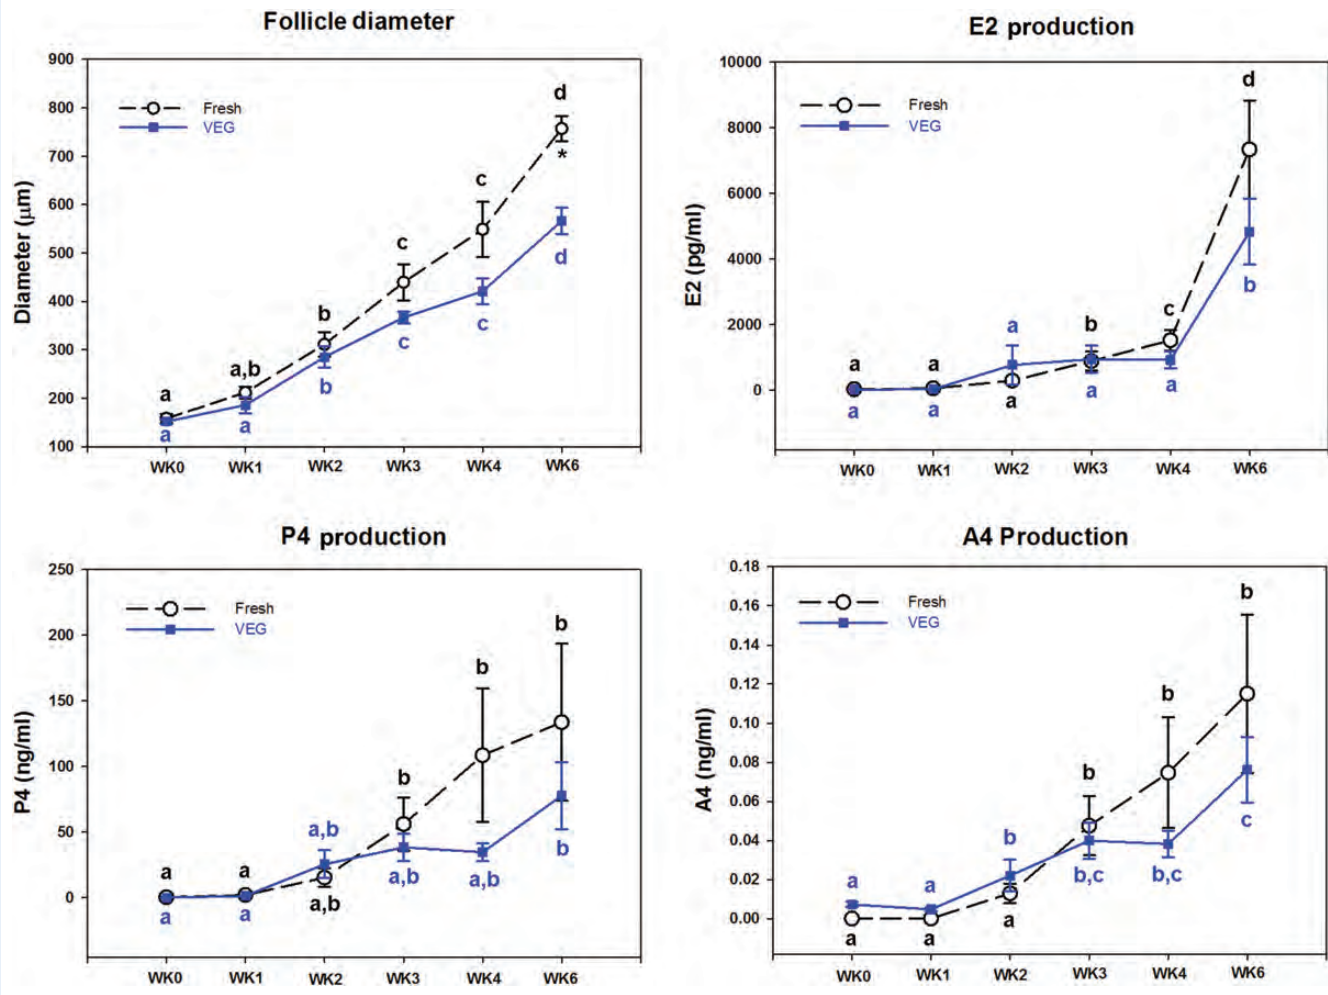 Follicle diameter
900
800
700
600
500
400
300
200
100
Diameter (μm)
Fresh
VEG
a
a,b
b
c
c
d
*
a
a
b
c
c
d
WK0 WK1 WK2 WK3 WK4 WK6
E2 production
10000
8000
6000
4000
2000
0
E2 (pg/ml)
Fresh
VEG
a
a
a
b
c
d
a
a
a
a
a
b
WK0 WK1 WK2 WK3 WK4 WK6
P4 production
250
200
150
100
50
0
P4 (ng/ml)
Fresh
VEG
a
a
a,b
b
b
b
a
a
a,b
a,b
a,b
b
WK0 WK1 WK2 WK3 WK4 WK6
A4 Production
0.18
0.16
0.14
0.12
0.10
0.08
0.06
0.04
0.02
0.00
A4 (ng/ml)
Fresh
VEG
a
a
b
b
b
b
a
a
a
b,c
b,c
c
WK0 WK1 WK2 WK3 WK4 WK6